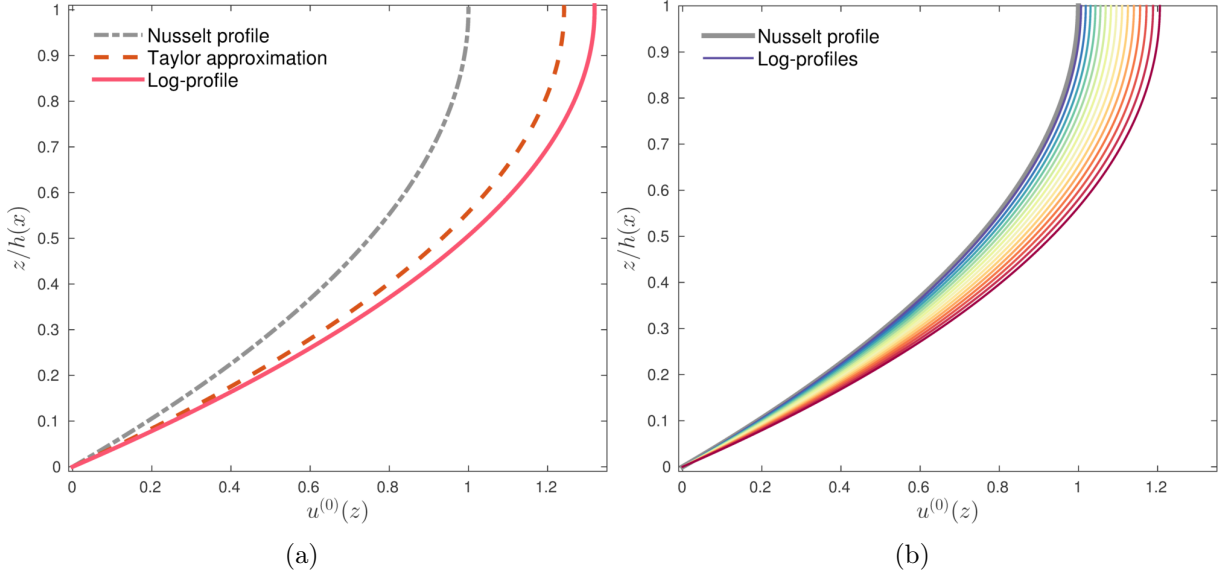 Nusselt profile
Taylor approximation
Log-profile
z/h(x)
1
0.9
0.8
0.7
0.6
0.5
0.4
0.3
0.2
0.1
0
0 0.2 0.4 0.6 0.8 1 1.2
u^{(0)}(z)
(a)
Nusselt profile
Log-profiles
z/h(x)
1
0.9
0.8
0.7
0.6
0.5
0.4
0.3
0.2
0.1
0
0 0.2 0.4 0.6 0.8 1 1.2
u^{(0)}(z)
(b)